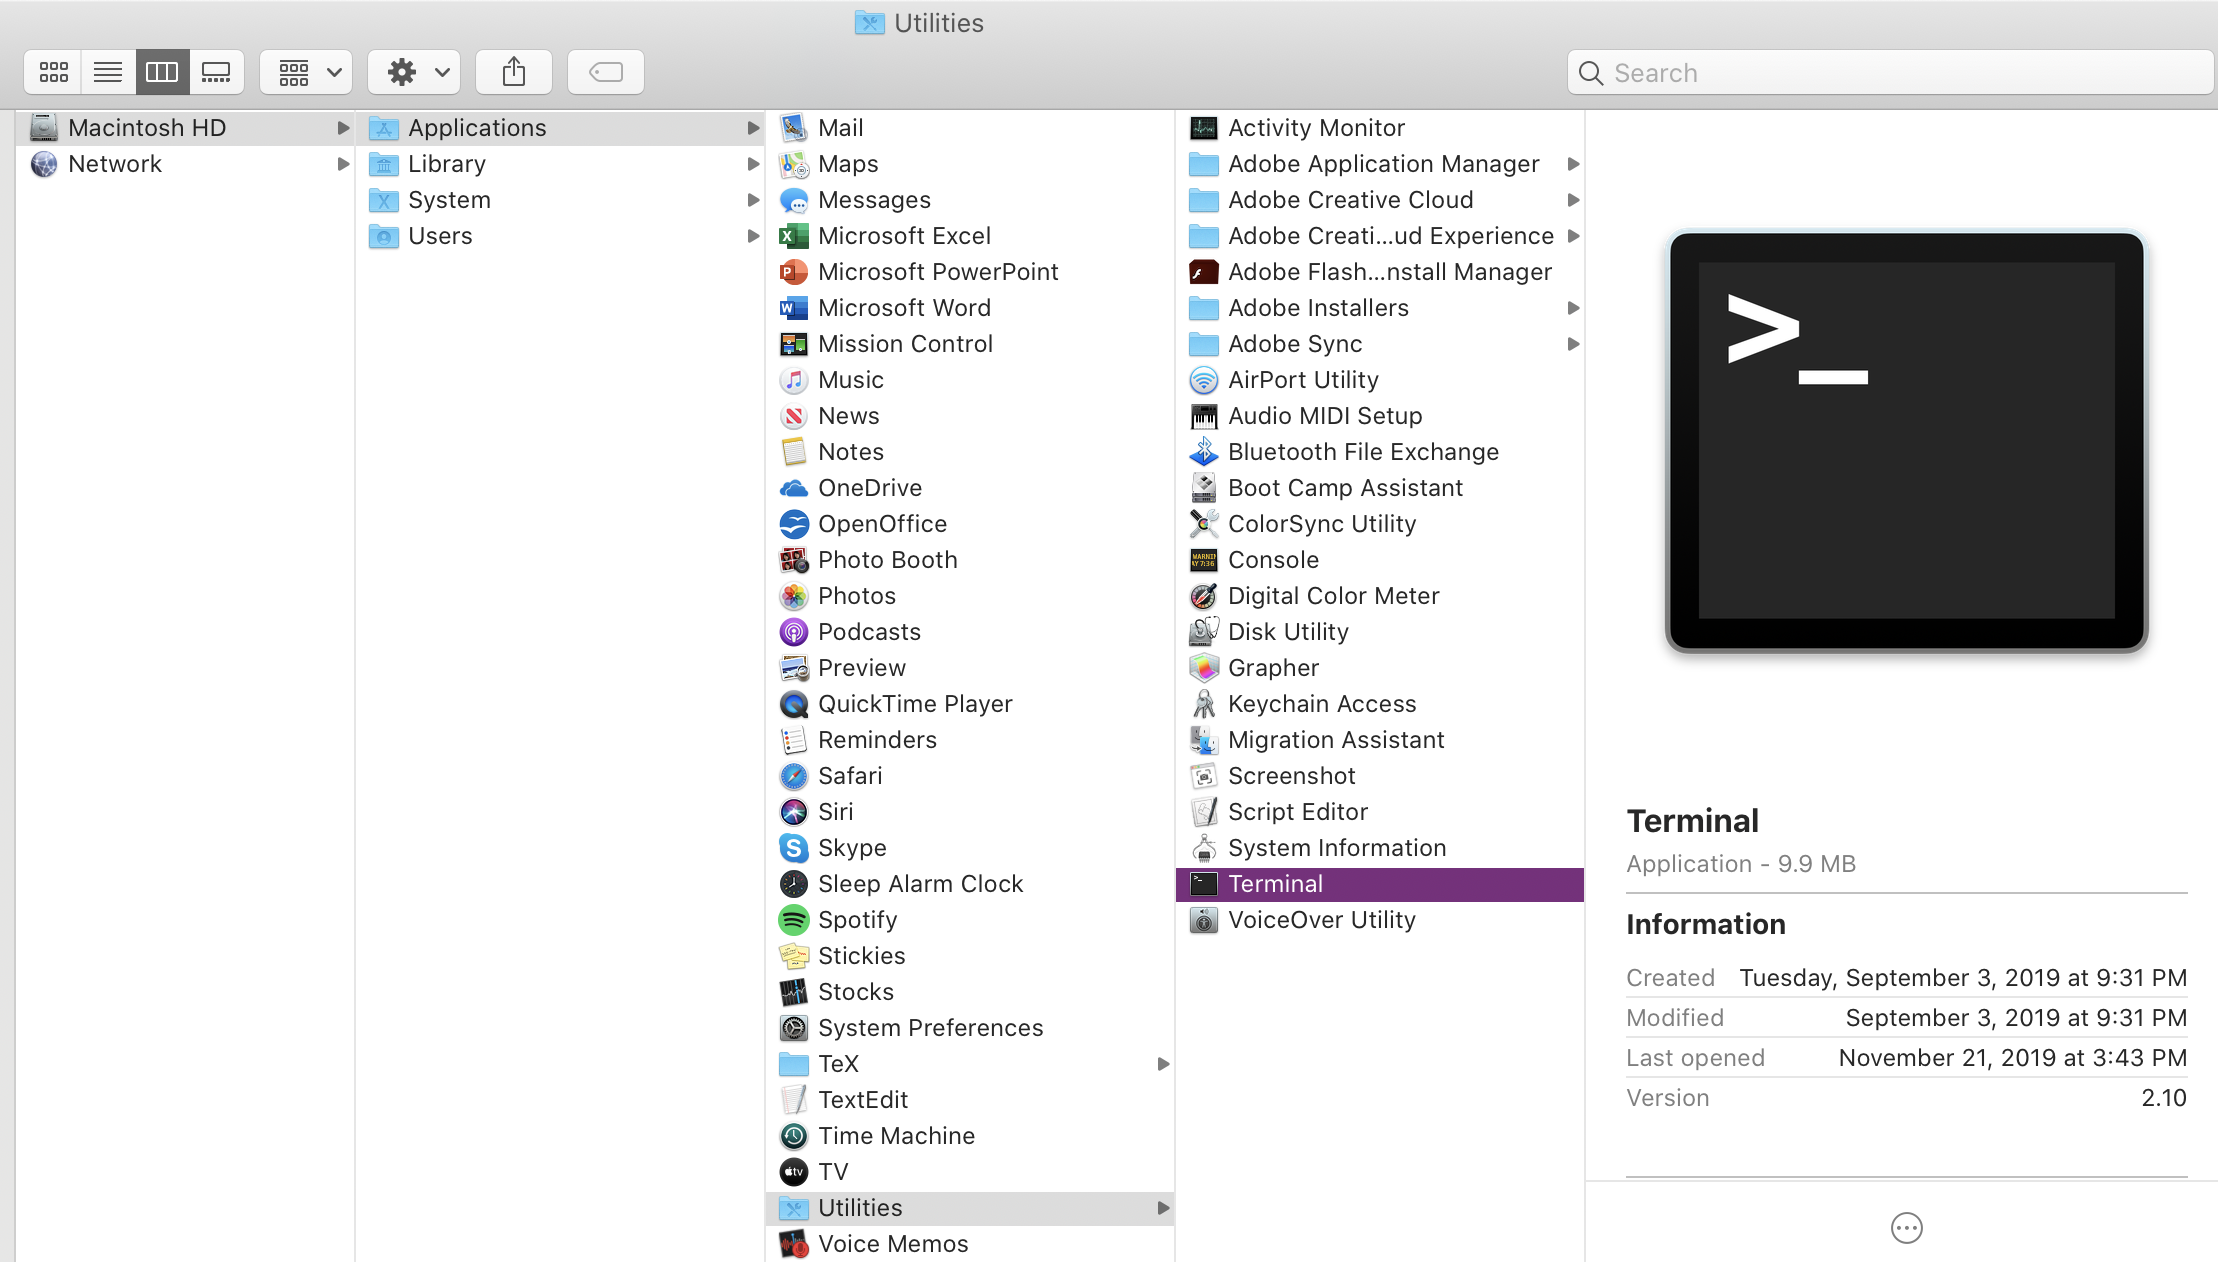 Utilities
Search
Macintosh HD
Network
Applications
Library
System
Users
Mail
Maps
Messages
Microsoft Excel
Microsoft PowerPoint
Microsoft Word
Mission Control
Music
News
Notes
OneDrive
OpenOffice
Photo Booth
Photos
Podcasts
Preview
QuickTime Player
Reminders
Safari
Siri
Skype
Sleep Alarm Clock
Spotify
Stickies
Stocks
System Preferences
TeX
TextEdit
Time Machine
TV
Utilities
Voice Memos
Activity Monitor
Adobe Application Manager
Adobe Creative Cloud
Adobe Creati...ud Experience
Adobe Flash...nstall Manager
Adobe Installers
Adobe Sync
AirPort Utility
Audio MIDI Setup
Bluetooth File Exchange
Boot Camp Assistant
ColorSync Utility
Console
Digital Color Meter
Disk Utility
Grapher
Keychain Access
Migration Assistant
Screenshot
Script Editor
System Information
Terminal
VoiceOver Utility
>_
Terminal
Application - 9.9 MB
Information
Created Tuesday, September 3, 2019 at 9:31 PM
Modified September 3, 2019 at 9:31 PM
Last opened November 21, 2019 at 3:43 PM
Version 2.10